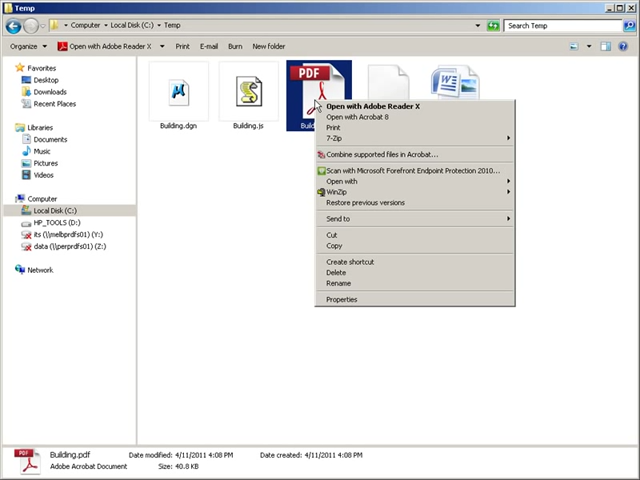 Temp
Computer ▸ Local Disk (C:) ▸ Temp
Search Temp
Organize
Open with Adobe Reader X
Print
E-mail
Burn
New folder
Favorites
Desktop
Downloads
Recent Places
Libraries
Documents
Music
Pictures
Videos
Computer
Local Disk (C:)
HP_TOOLS (D:)
its (\\melbprdfs01) (Y:)
data (\\perprdfs01) (Z:)
Network
PDF
Building.dgn
Building.js
Buil
Open with Adobe Reader X
Open with Acrobat 8
Print
7-Zip
Combine supported files in Acrobat...
Scan with Microsoft Forefront Endpoint Protection 2010...
Open with
WinZip
Restore previous versions
Send to
Cut
Copy
Create shortcut
Delete
Rename
Properties
PDF
Building.pdf
Date modified: 4/11/2011 4:08 PM
Date created: 4/11/2011 4:08 PM
Adobe Acrobat Document
Size: 40.8 KB